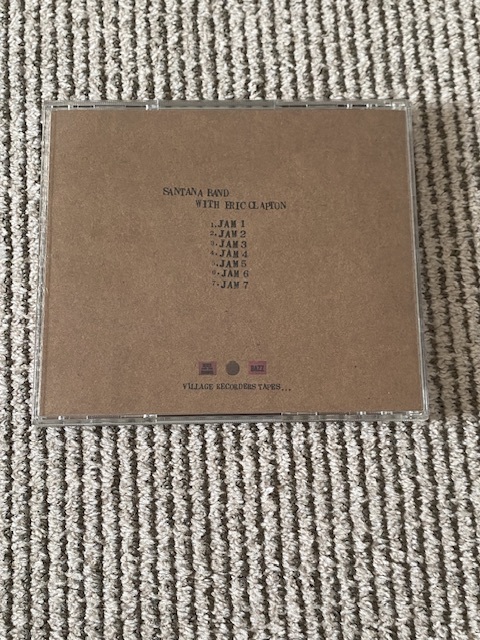 SANTANA BAND
WITH ERIC CLAPTON
1. JAM 1
2. JAM 2
3. JAM 3
4. JAM 4
5. JAM 5
6. JAM 6
7. JAM 7
VILLAGE RECORDERS TAPES...